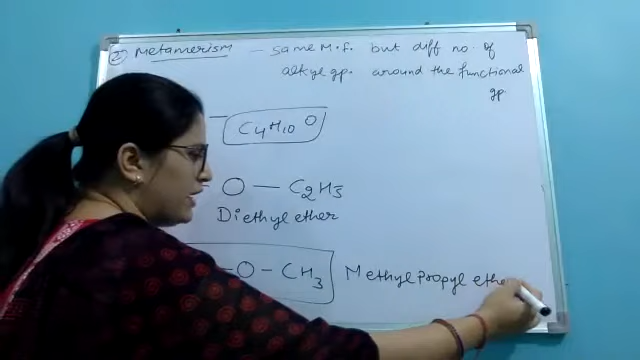 ② Metamerism - same M.f. but diff no. of
alkyl gp. around the functional
gp.
— C4H10O
O — C2H5
Diethyl ether
– O – CH3 Methyl propyl ethe